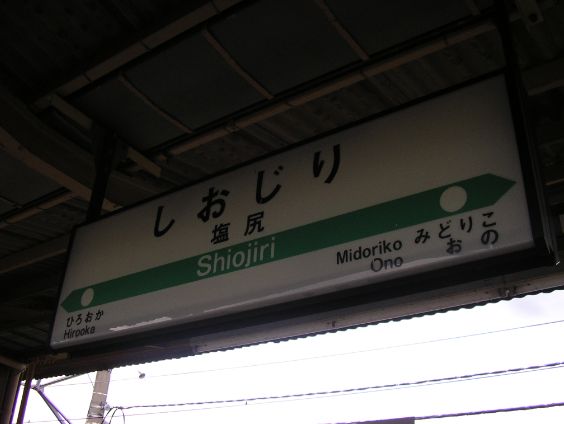 しおじり
塩尻
Shiojiri
ひろおか
Hirooka
Midoriko みどりこ
Ono おの